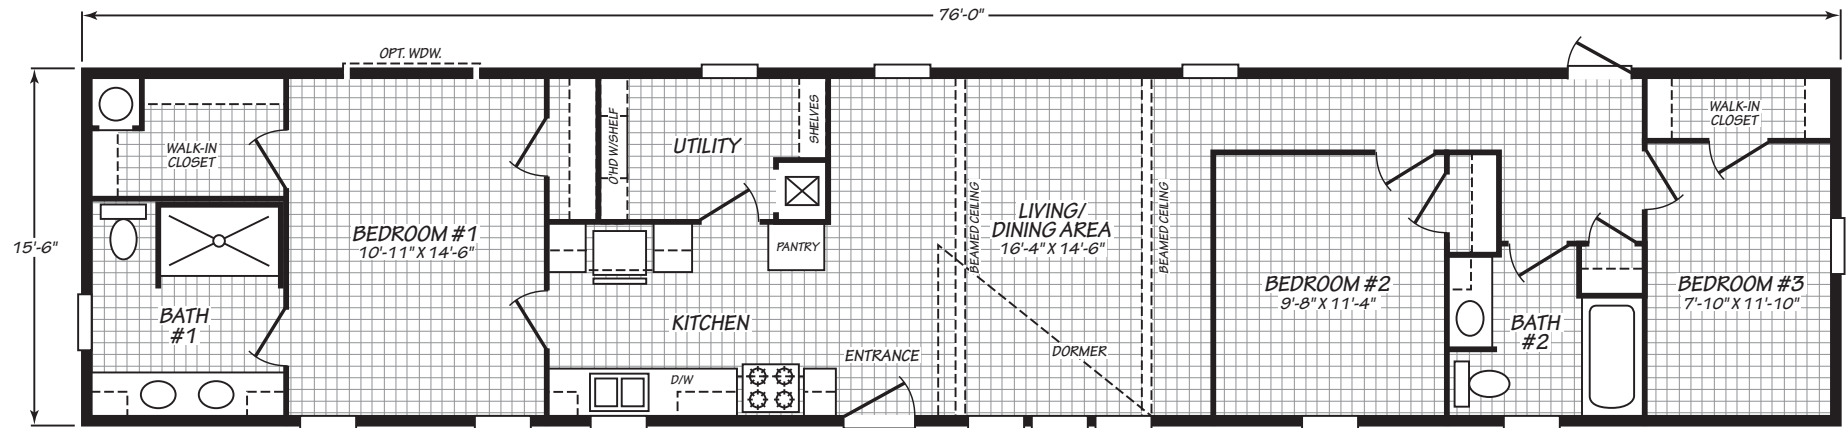 76'-0"
OPT. WDW.
15'-6"
WALK-IN
CLOSET
BATH
#1
BEDROOM #1
10'-11" X 14'-6"
O'HD W/SHELF
UTILITY
SHELVES
PANTRY
KITCHEN
D/W
ENTRANCE
BEAMED CEILING
LIVING/
DINING AREA
16'-4" X 14'-6"
BEAMED CEILING
DORMER
BEDROOM #2
9'-8" X 11'-4"
BATH
#2
WALK-IN
CLOSET
BEDROOM #3
7'-10" X 11'-10"